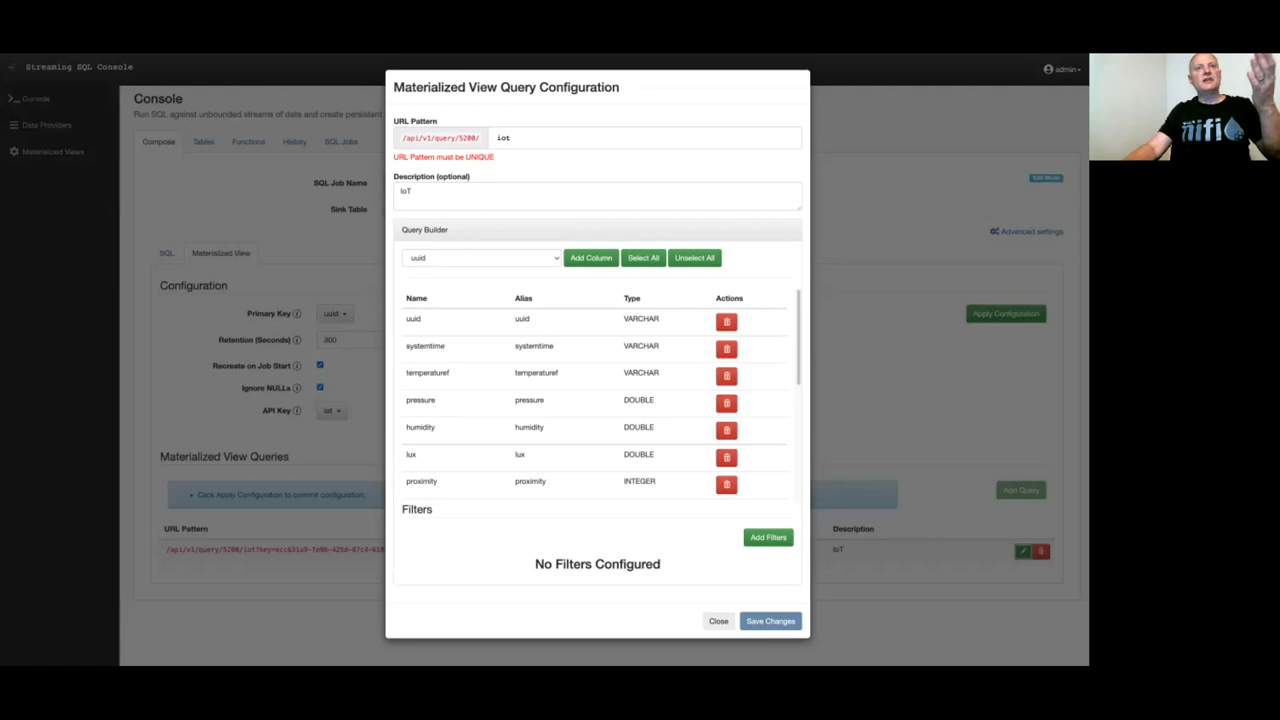 Streaming SQL Console
admin
Console
Data Providers
Materialized Views
Console
Run SQL against unbounded streams of data and create persistent
Compose
Tables
Functions
History
SQL Jobs
SQL Job Name
Edit Mode
Sink Table
Advanced settings
SQL
Materialized View
Configuration
Primary Key
uuid
Apply Configuration
Retention (Seconds)
300
Recreate on Job Start
Ignore NULLs
API Key
iot
Materialized View Queries
• Click Apply Configuration to commit configuration.
Add Query
URL Pattern
Description
/api/v1/query/5200/iot?key=ecc631a9-fe96-425d-87c4-618
IoT
Materialized View Query Configuration
URL Pattern
/api/v1/query/5200/ iot
URL Pattern must be UNIQUE
Description (optional)
IoT
Query Builder
uuid
Add Column
Select All
Unselect All
Name Alias Type Actions
uuid uuid VARCHAR
systemtime systemtime VARCHAR
temperaturef temperaturef VARCHAR
pressure pressure DOUBLE
humidity humidity DOUBLE
lux lux DOUBLE
proximity proximity INTEGER
Filters
Add Filters
No Filters Configured
Close
Save Changes
nifi